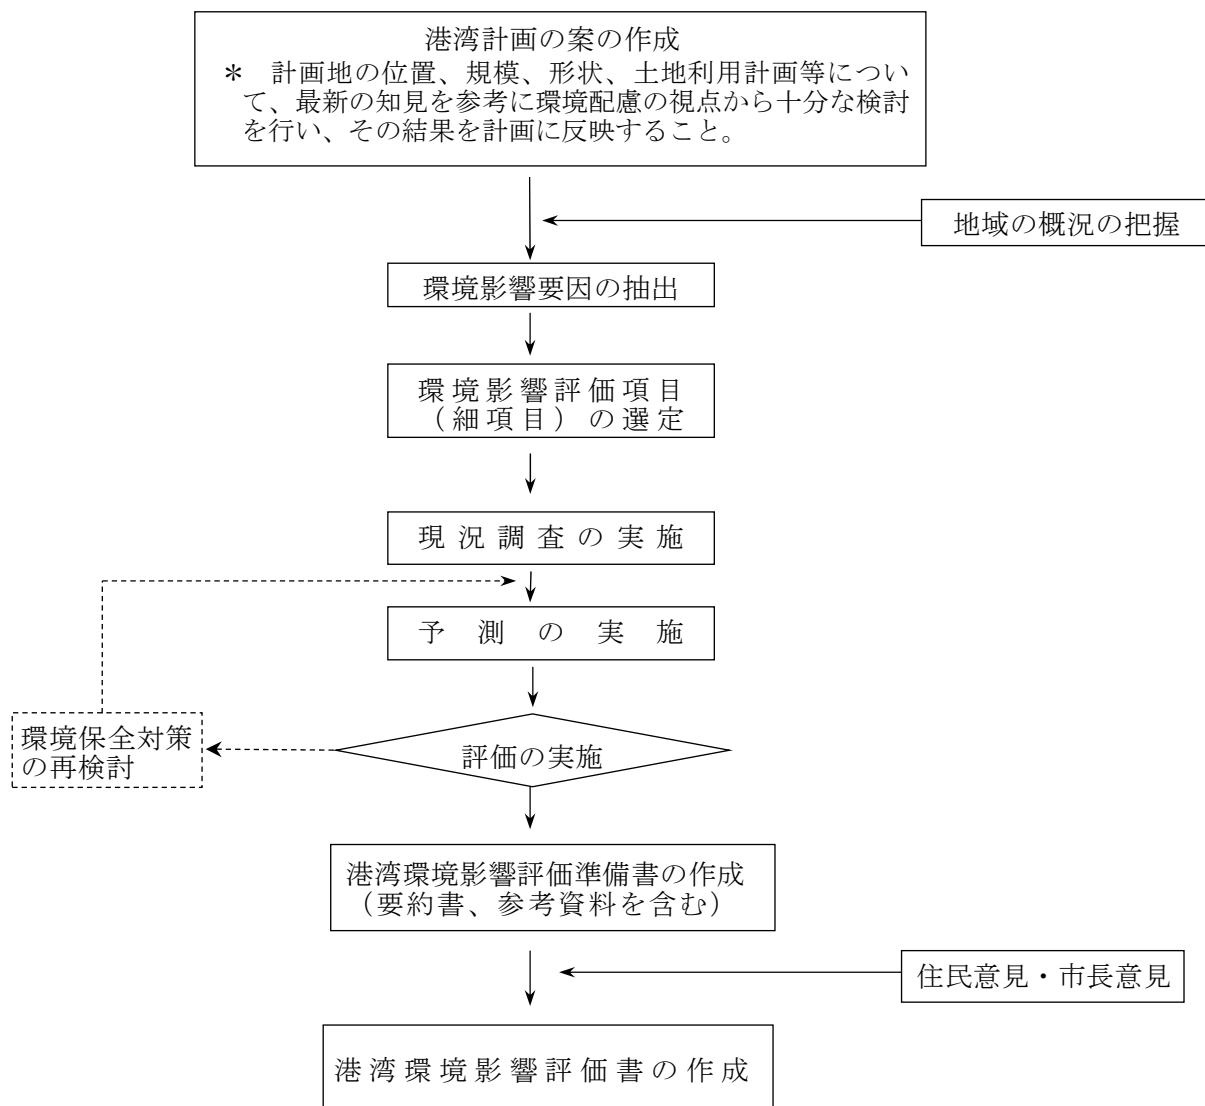 港湾計画の案の作成
＊　計画地の位置、規模、形状、土地利用計画等につい
て、最新の知見を参考に環境配慮の視点から十分な検討
を行い、その結果を計画に反映すること。
地域の概況の把握
環境影響要因の抽出
環境影響評価項目
（細項目）の選定
現況調査の実施
予測の実施
評価の実施
環境保全対策
の再検討
港湾環境影響評価準備書の作成
（要約書、参考資料を含む）
住民意見・市長意見
港湾環境影響評価書の作成